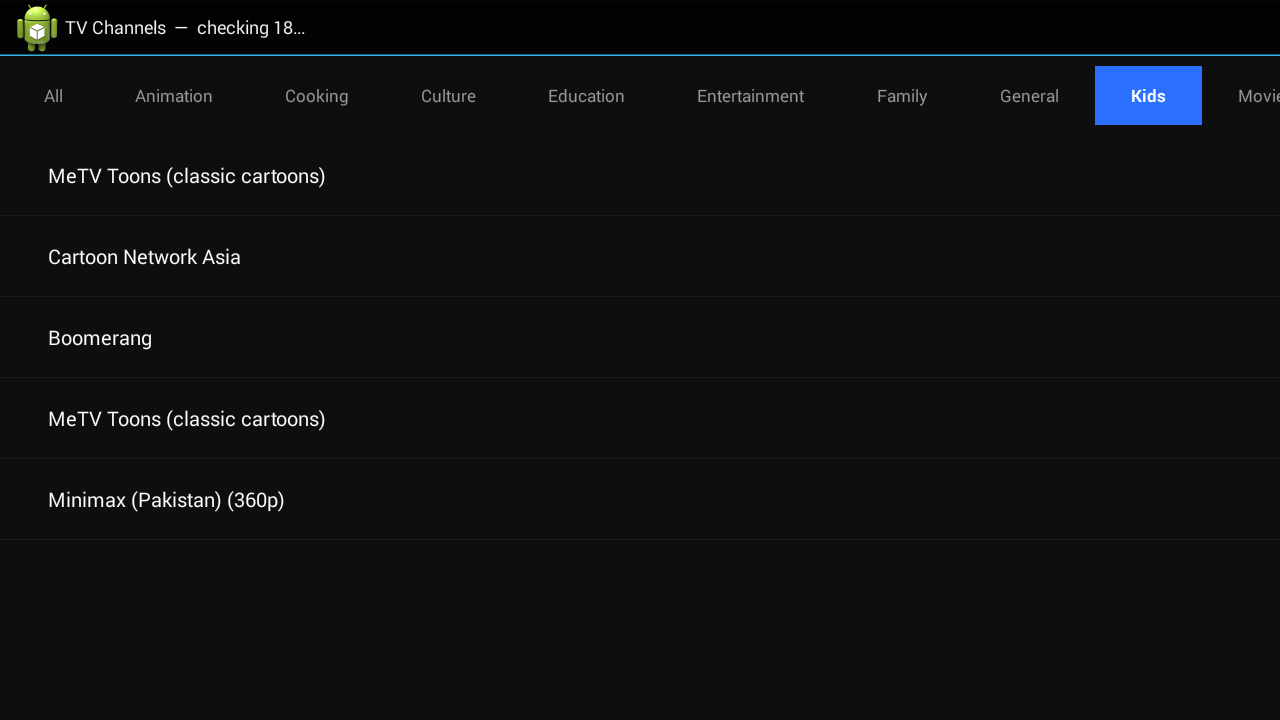 TV Channels — checking 18...
All Animation Cooking Culture Education Entertainment Family General Kids Movie
MeTV Toons (classic cartoons)
Cartoon Network Asia
Boomerang
MeTV Toons (classic cartoons)
Minimax (Pakistan) (360p)